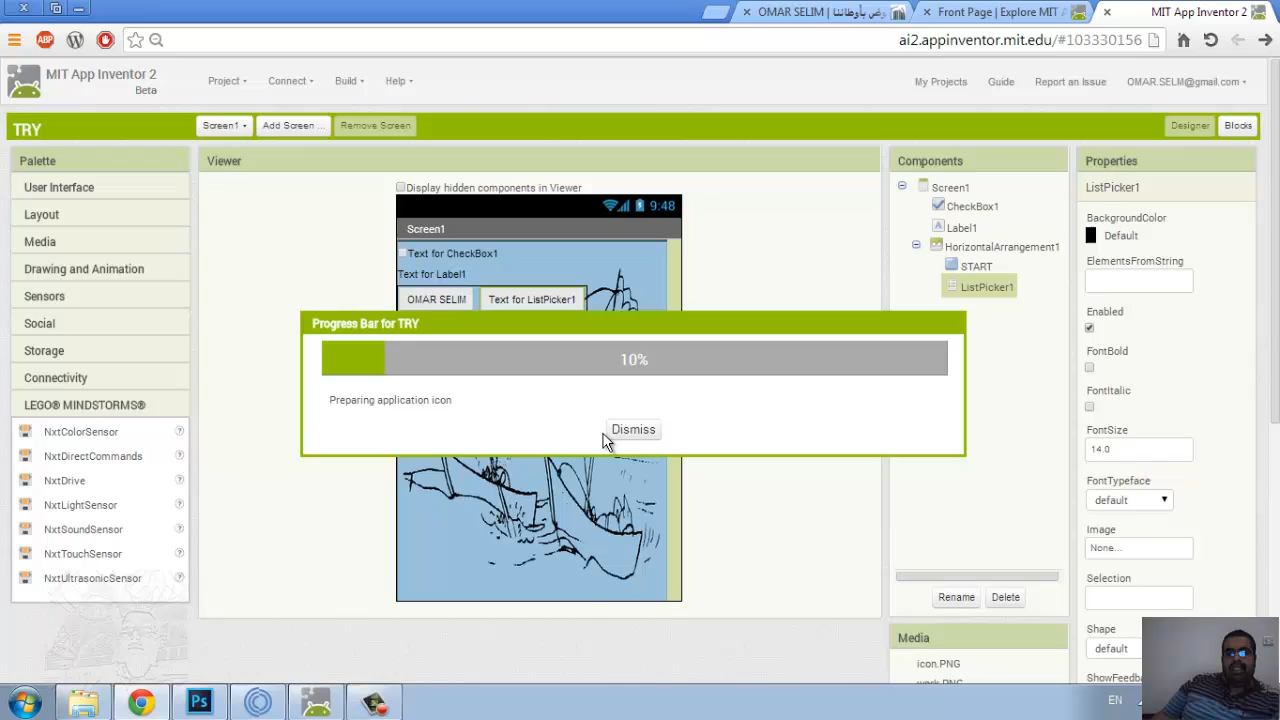 OMAR SELIM |
Front Page | Explore MIT A
MIT App Inventor 2
ABP
ai2.appinventor.mit.edu/#103330156
MIT App Inventor 2
Beta
Project
Connect
Build
Help
My Projects
Guide
Report an Issue
OMAR.SELM@gmail.com
TRY
Screen1
Add Screen ...
Remove Screen
Designer
Blocks
Palette
User Interface
Layout
Media
Drawing and Animation
Sensors
Social
Storage
Connectivity
LEGO® MINDSTORMS®
NxtColorSensor
NxtDirectCommands
NxtDrive
NxtLightSensor
NxtSoundSensor
NxtTouchSensor
NxtUltrasonicSensor
Viewer
Display hidden components in Viewer
9:48
Screen1
Text for CheckBox1
Text for Label1
OMAR SELIM
Text for ListPicker1
Progress Bar for TRY
10%
Preparing application icon
Dismiss
Components
Screen1
CheckBox1
A Label1
HorizontalArrangement1
START
ListPicker1
Rename
Delete
Media
icon.PNG
Properties
ListPicker1
BackgroundColor
Default
ElementsFromString
Enabled
FontBold
FontItalic
FontSize
14.0
FontTypeface
default
Image
None...
Selection
Shape
default
ShowFeedb
Ps
EN